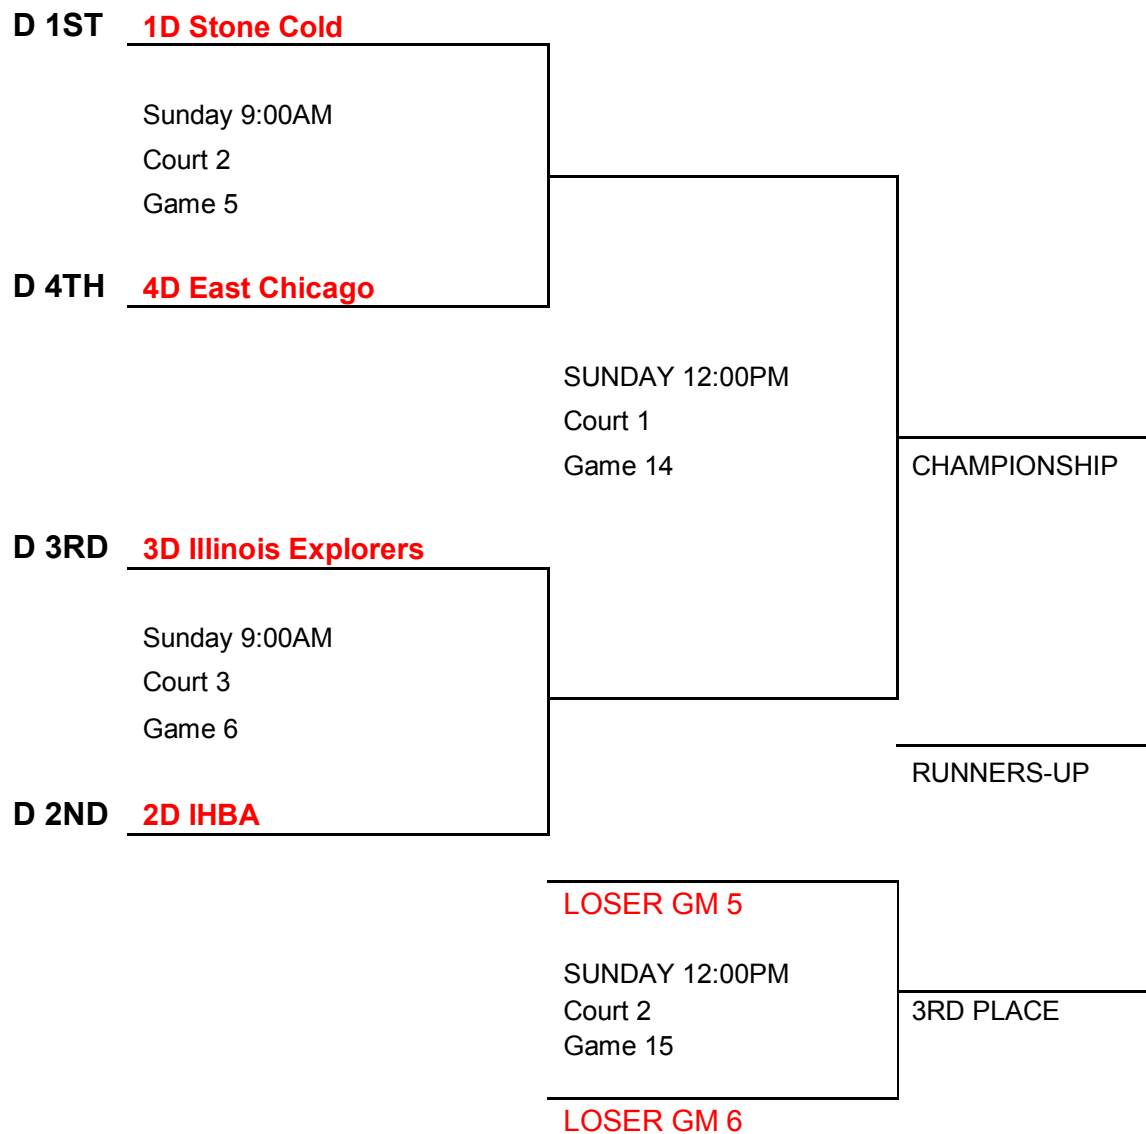 D 1ST 1D Stone Cold
Sunday 9:00AM
Court 2
Game 5
D 4TH 4D East Chicago
SUNDAY 12:00PM
Court 1
Game 14
CHAMPIONSHIP
D 3RD 3D Illinois Explorers
Sunday 9:00AM
Court 3
Game 6
RUNNERS-UP
D 2ND 2D IHBA
LOSER GM 5
SUNDAY 12:00PM
Court 2
Game 15
3RD PLACE
LOSER GM 6